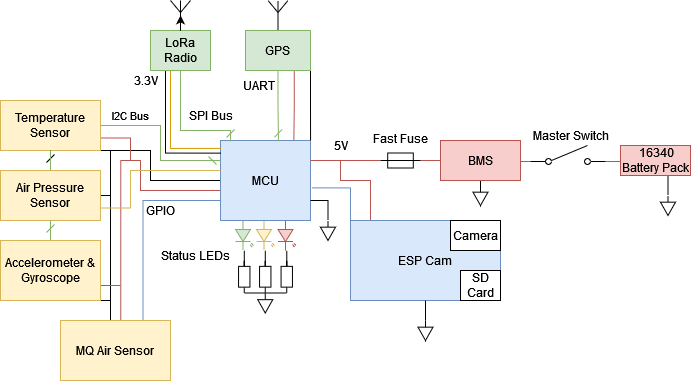 LoRa
Radio
GPS
3.3V
UART
Temperature
Sensor
I2C Bus
SPI Bus
5V
Fast Fuse
Master Switch
MCU
BMS
16340
Battery Pack
Air Pressure
Sensor
GPIO
Accelerometer &
Gyroscope
Status LEDs
ESP Cam
Camera
SD
Card
MQ Air Sensor